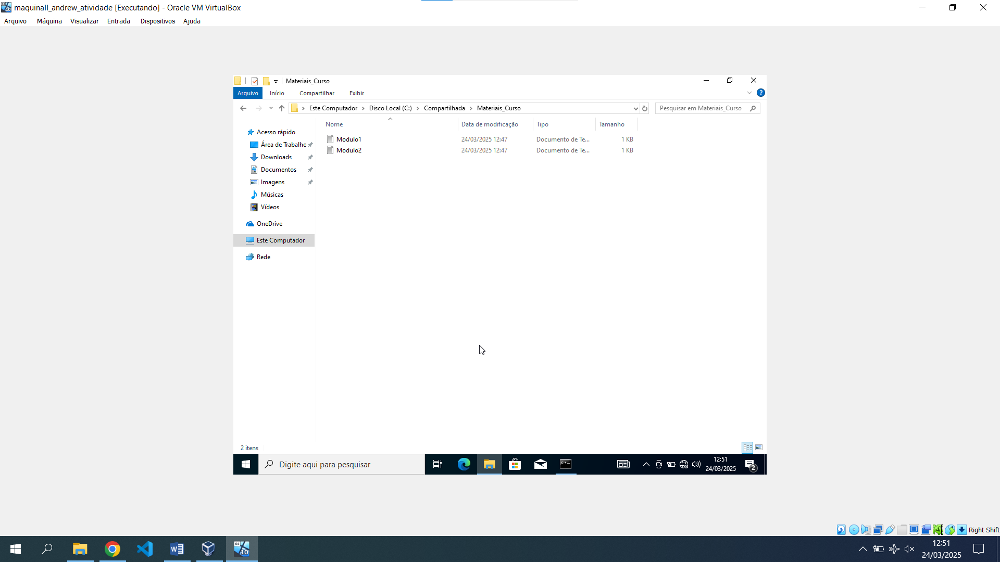 maquinaII_andrew_atividade [Executando] - Oracle VM VirtualBox
Arquivo Máquina Visualizar Entrada Dispositivos Ajuda
Materiais_Curso
Arquivo Início Compartilhar Exibir
Este Computador Disco Local (C:) Compartilhada Materiais_Curso Pesquisar em Materiais_Curso
Nome Data de modificação Tipo Tamanho
Acesso rápido
Área de Trabalho
Downloads
Documentos
Imagens
Músicas
Vídeos
OneDrive
Este Computador
Rede
Modulo1 24/03/2025 12:47 Documento de Te... 1 KB
Modulo2 24/03/2025 12:47 Documento de Te... 1 KB
2 itens
Digite aqui para pesquisar
12:51
24/03/2025
2
Right Shift
12:51
24/03/2025